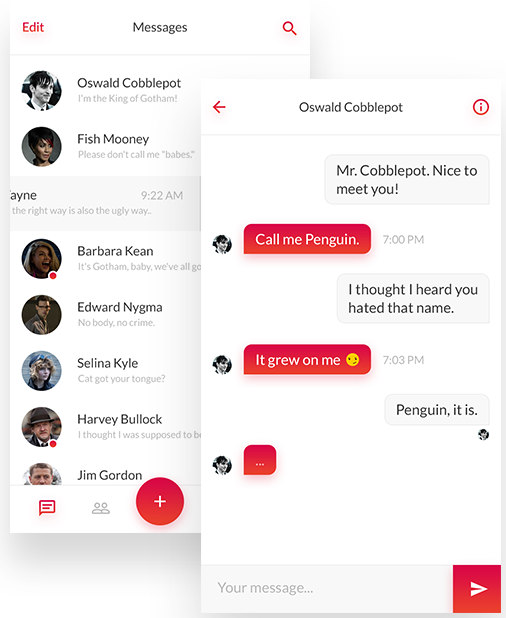 Edit
Messages
Oswald Cobblepot
I'm the King of Gotham!
Fish Mooney
Please don't call me "babes."
ayne
9:22 AM
the right way is also the ugly way..
Barbara Kean
It's Gotham, baby, we've all go
Edward Nygma
No body, no crime.
Selina Kyle
Cat got your tongue?
Harvey Bullock
I thought I was supposed to be
Jim Gordon
+
Oswald Cobblepot
Mr. Cobblepot. Nice to
meet you!
Call me Penguin.
7:00 PM
I thought I heard you
hated that name.
It grew on me 😏
7:03 PM
Penguin, it is.
...
Your message...